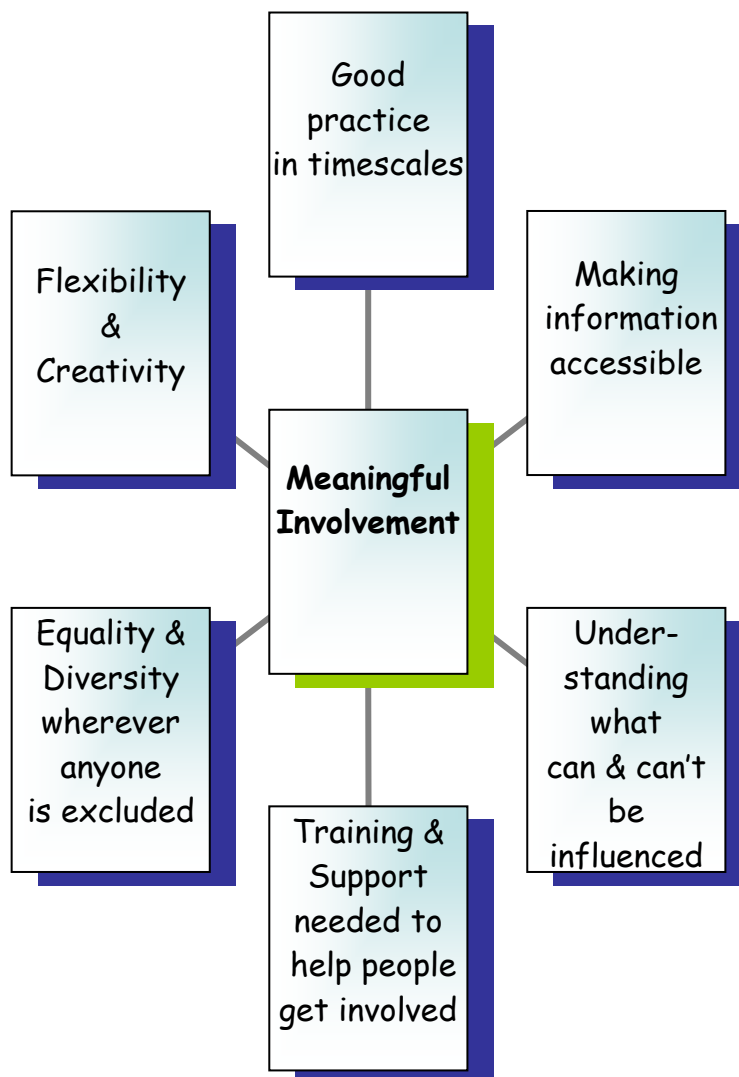 Good
practice
in timescales
Flexibility
&
Creativity
Making
information
accessible
Meaningful
Involvement
Equality &
Diversity
wherever
anyone
is excluded
Under-
standing
what
can & can't
be
influenced
Training &
Support
needed to
help people
get involved